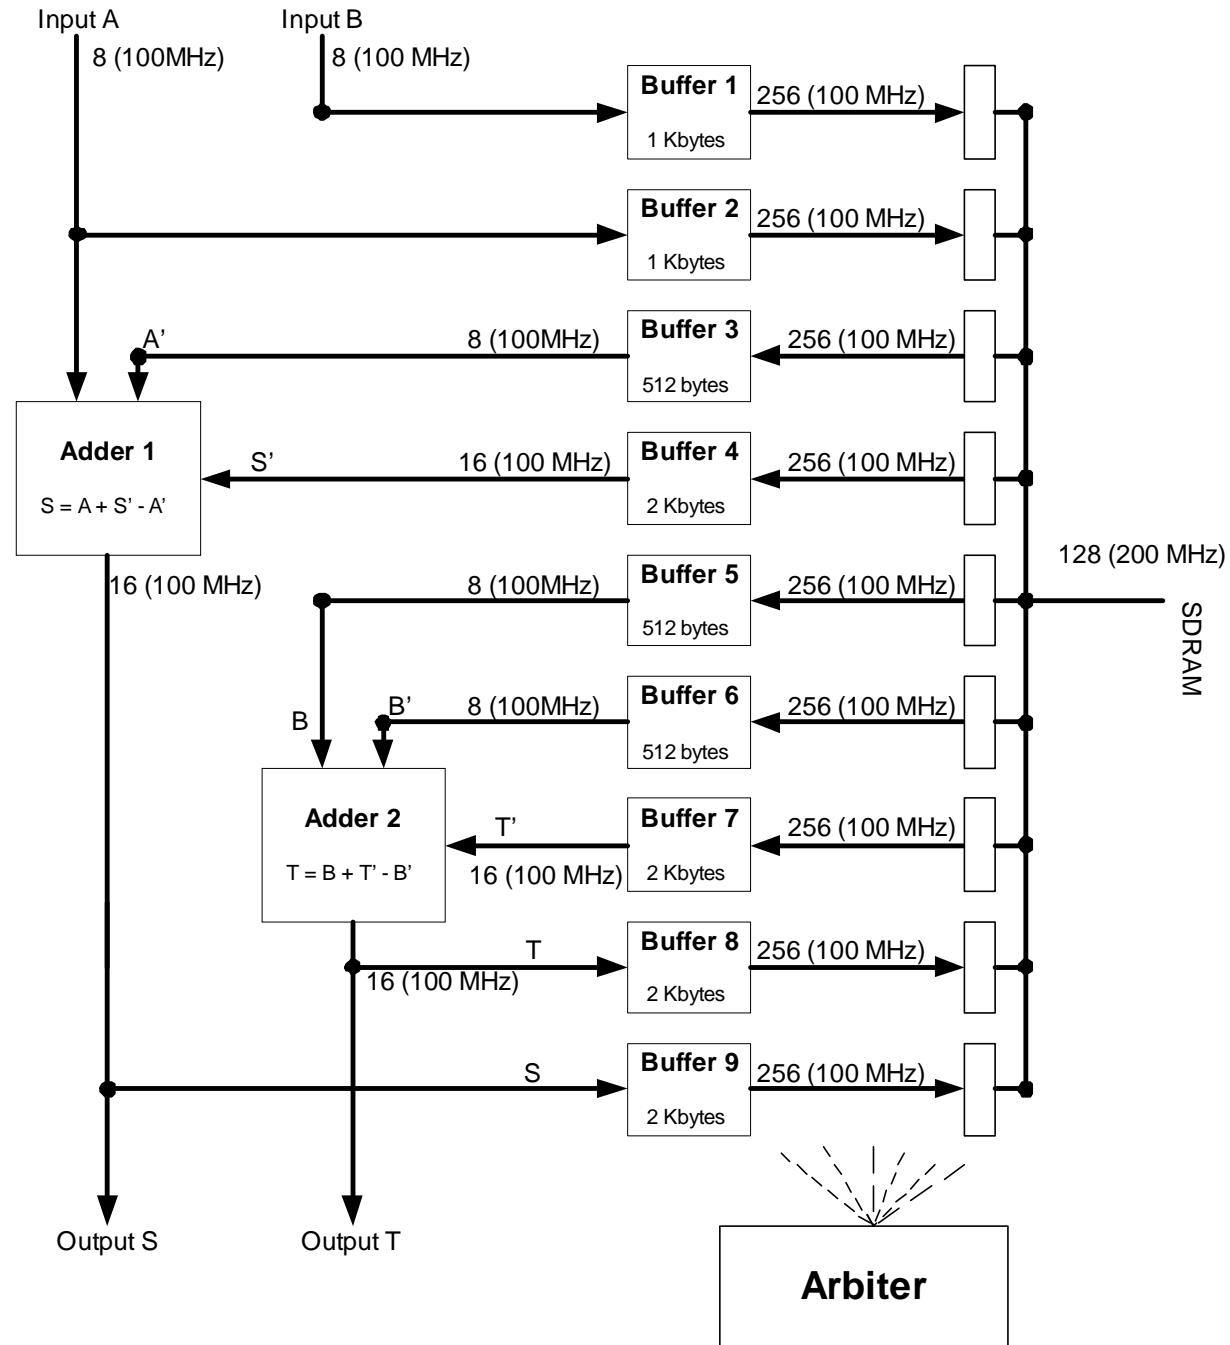 Input A
Input B
8 (100MHz)
8 (100 MHz)
Buffer 1
1 Kbytes
256 (100 MHz)
Buffer 2
1 Kbytes
256 (100 MHz)
A’
8 (100MHz)
Buffer 3
512 bytes
256 (100 MHz)
Adder 1
S = A + S’ - A’
S’
16 (100 MHz)
Buffer 4
2 Kbytes
256 (100 MHz)
16 (100 MHz)
8 (100MHz)
Buffer 5
512 bytes
256 (100 MHz)
128 (200 MHz)
SDRAM
B
B’
8 (100MHz)
Buffer 6
512 bytes
256 (100 MHz)
Adder 2
T = B + T’ - B’
T’
16 (100 MHz)
Buffer 7
2 Kbytes
256 (100 MHz)
T
16 (100 MHz)
Buffer 8
2 Kbytes
256 (100 MHz)
S
Buffer 9
2 Kbytes
256 (100 MHz)
Output S
Output T
Arbiter